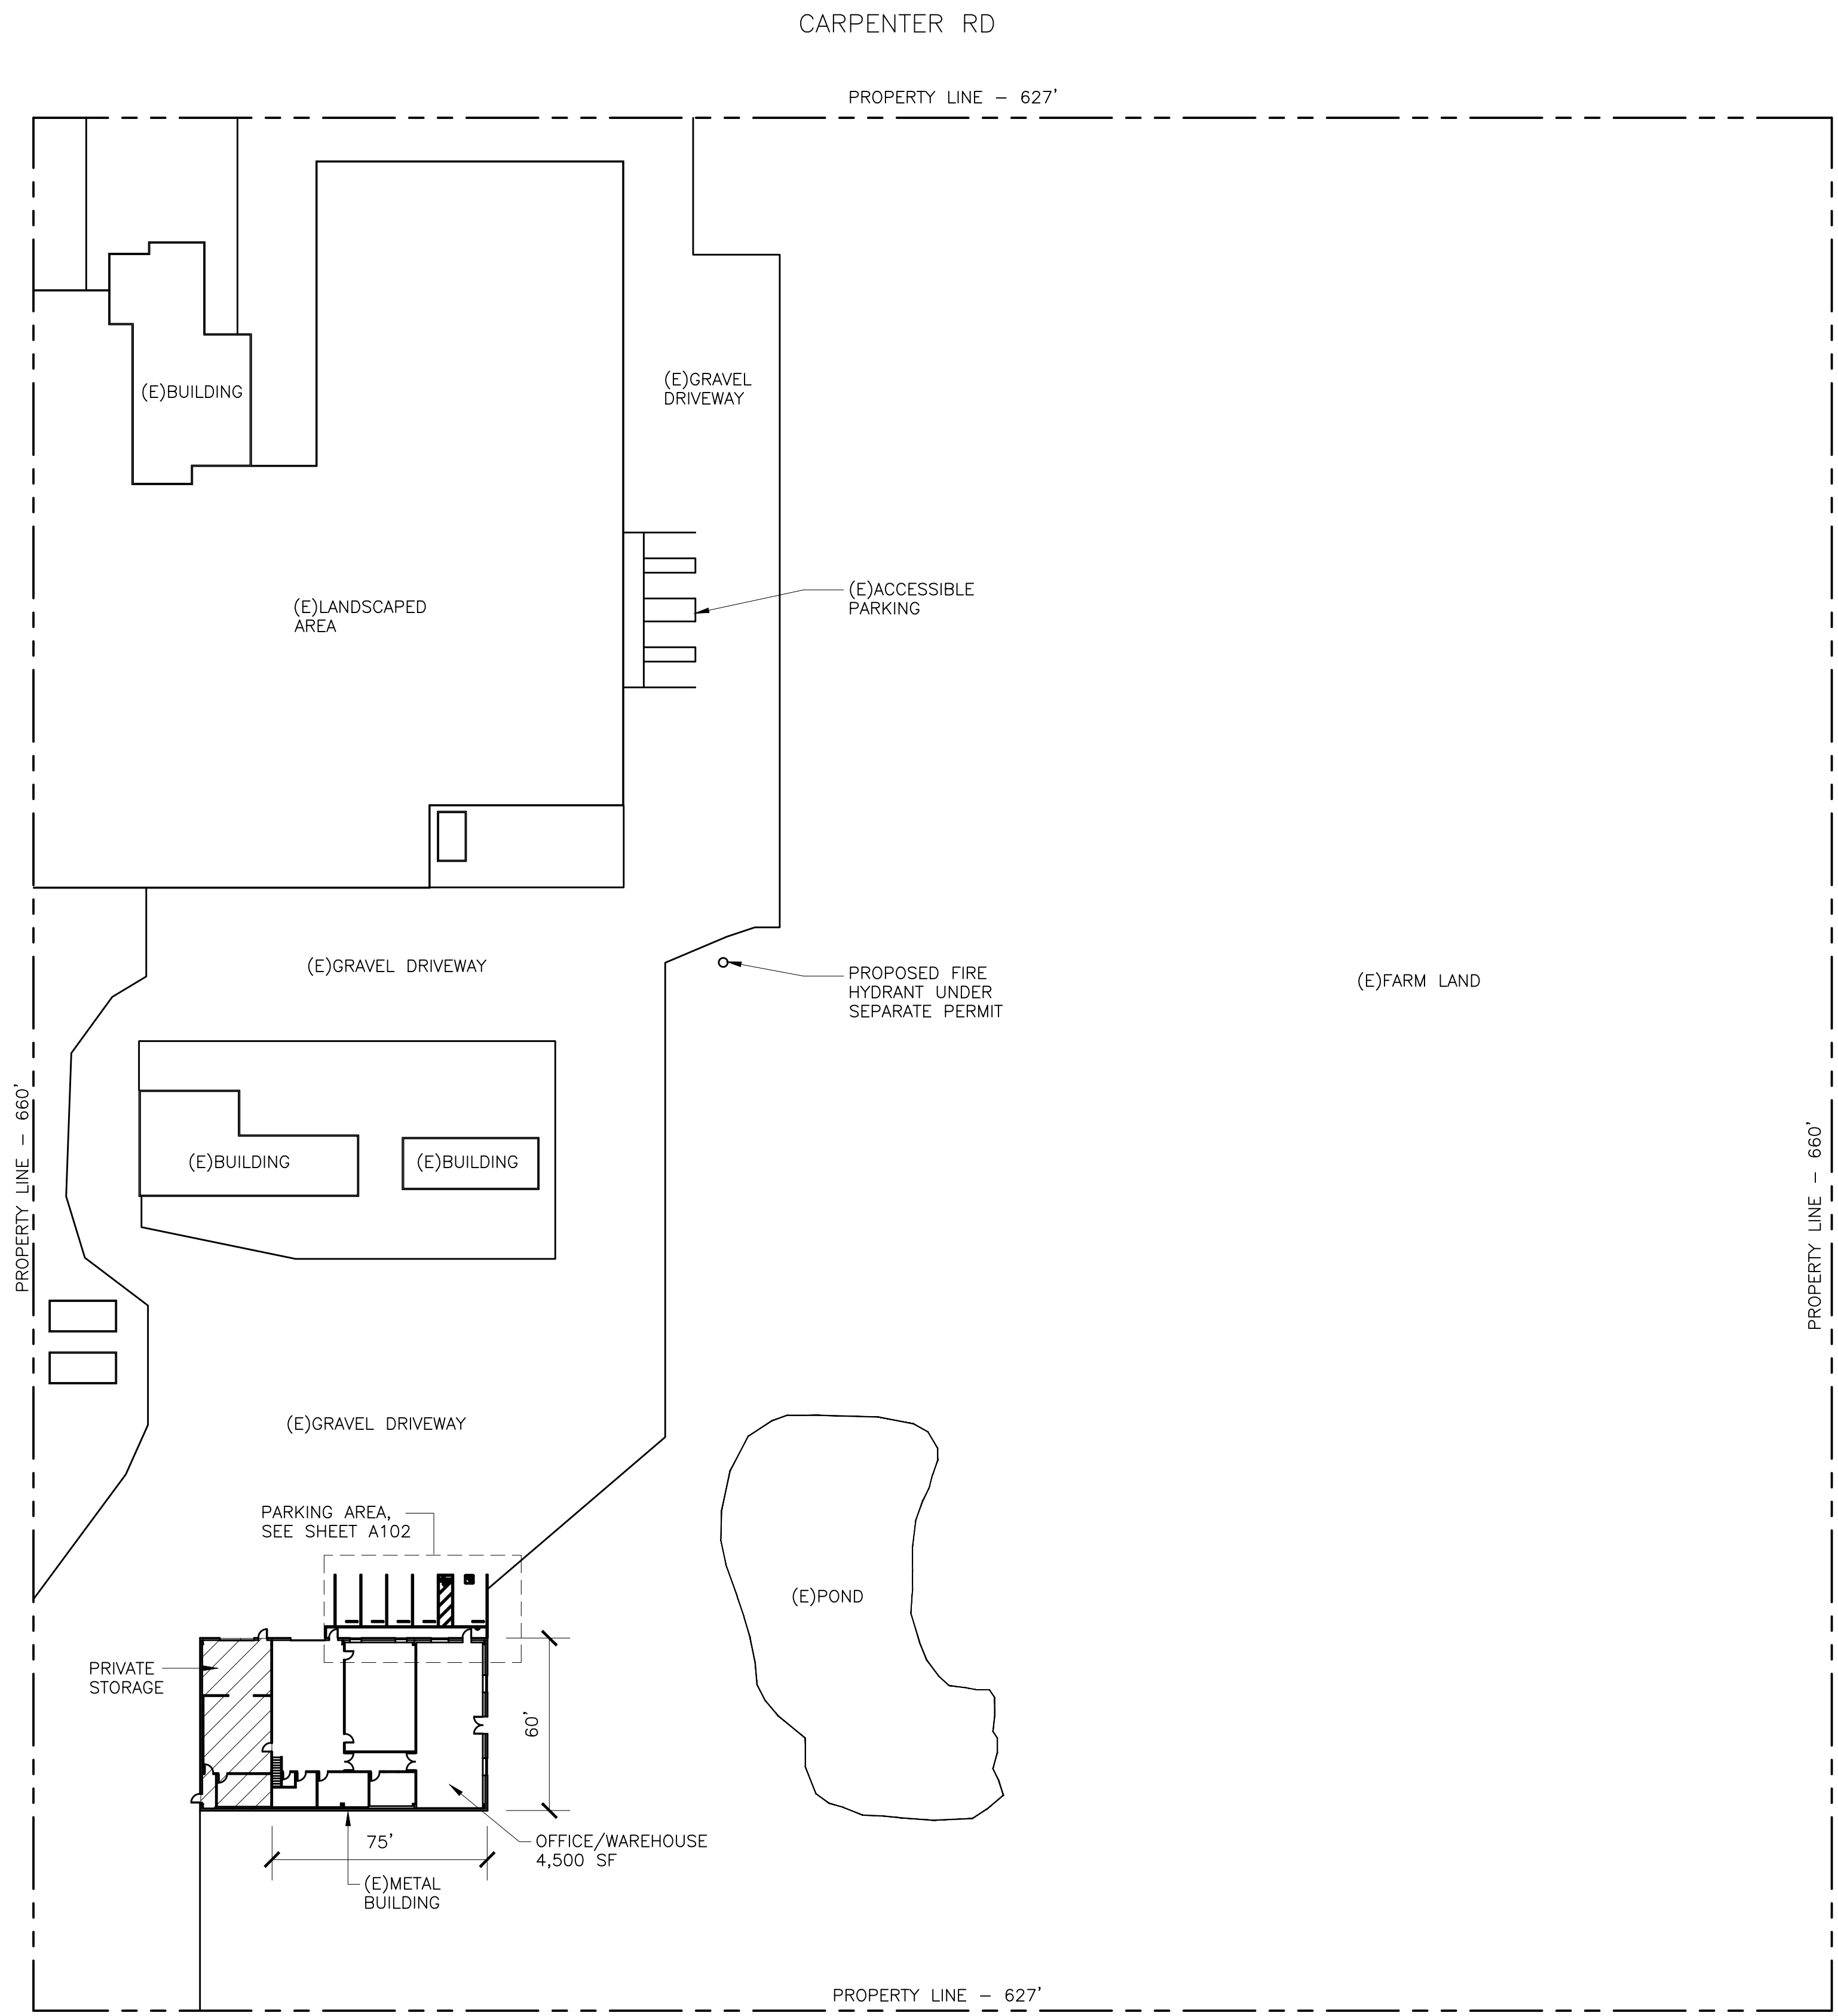 CARPENTER RD
PROPERTY LINE - 627'
(E)BUILDING
(E)GRAVEL
DRIVEWAY
(E)LANDSCAPED
AREA
(E)ACCESSIBLE
PARKING
(E)GRAVEL DRIVEWAY
PROPOSED FIRE
HYDRANT UNDER
SEPARATE PERMIT
(E)FARM LAND
PROPERTY LINE - 660'
(E)BUILDING
(E)BUILDING
PROPERTY LINE - 660'
(E)GRAVEL DRIVEWAY
PARKING AREA,
SEE SHEET A102
(E)POND
PRIVATE
STORAGE
60'
75'
OFFICE/WAREHOUSE
4,500 SF
(E)METAL
BUILDING
PROPERTY LINE - 627'